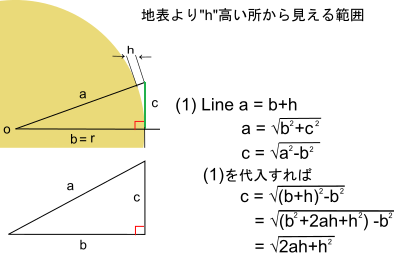 地表より"h"高い所から見える範囲
h
a
c
o
b = r
(1) Line a = b+h
a = √b²+c²
c = √a²-b²
(1)を代入すれば
c = √(b+h)²-b²
= √(b²+2ah+h²) -b²
= √2ah+h²
a
c
b